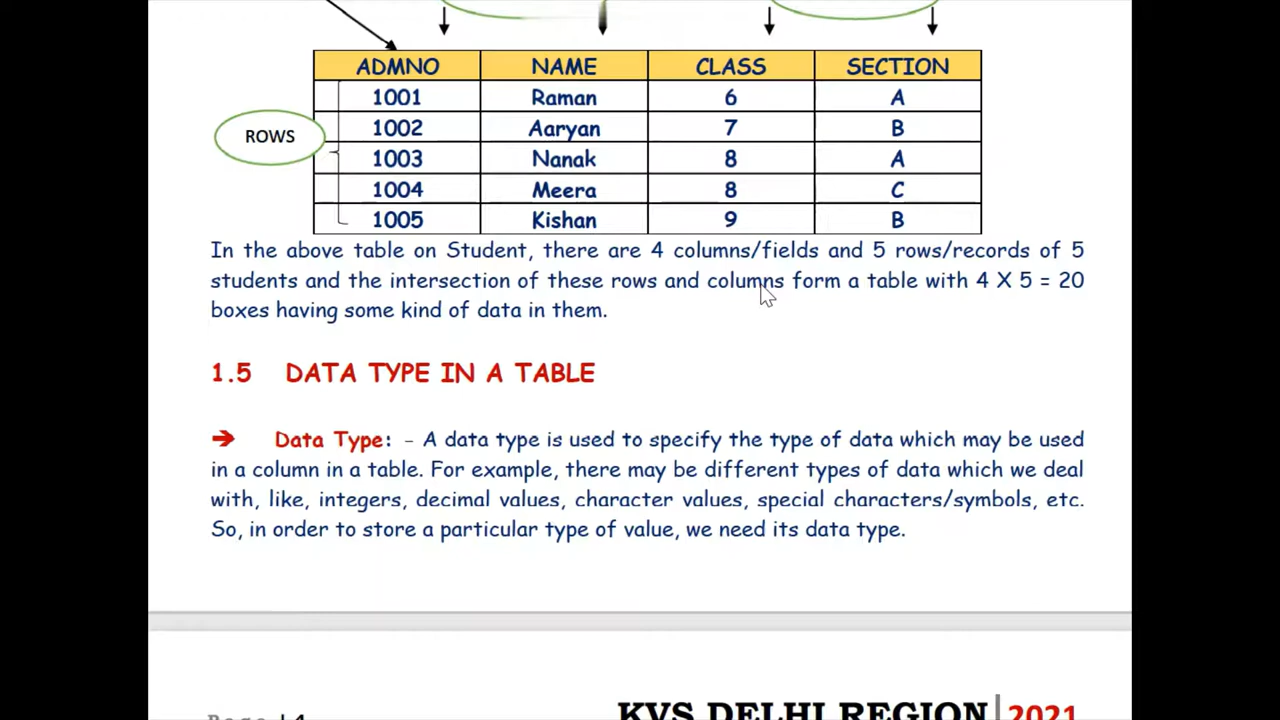 ADMNO NAME CLASS SECTION
1001 Raman 6 A
ROWS
1002 Aaryan 7 B
1003 Nanak 8 A
1004 Meera 8 C
1005 Kishan 9 B
In the above table on Student, there are 4 columns/fields and 5 rows/records of 5
students and the intersection of these rows and columns form a table with 4 X 5 = 20
boxes having some kind of data in them.
1.5 DATA TYPE IN A TABLE
➔ Data Type: - A data type is used to specify the type of data which may be used
in a column in a table. For example, there may be different types of data which we deal
with, like, integers, decimal values, character values, special characters/symbols, etc.
So, in order to store a particular type of value, we need its data type.
Page | 4 KVS DELHI REGION 2021